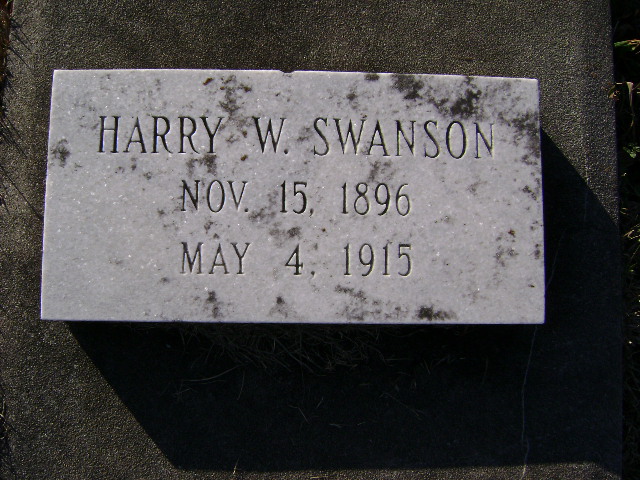 HARRY W. SWANSON
NOV. 15, 1896
MAY 4, 1915